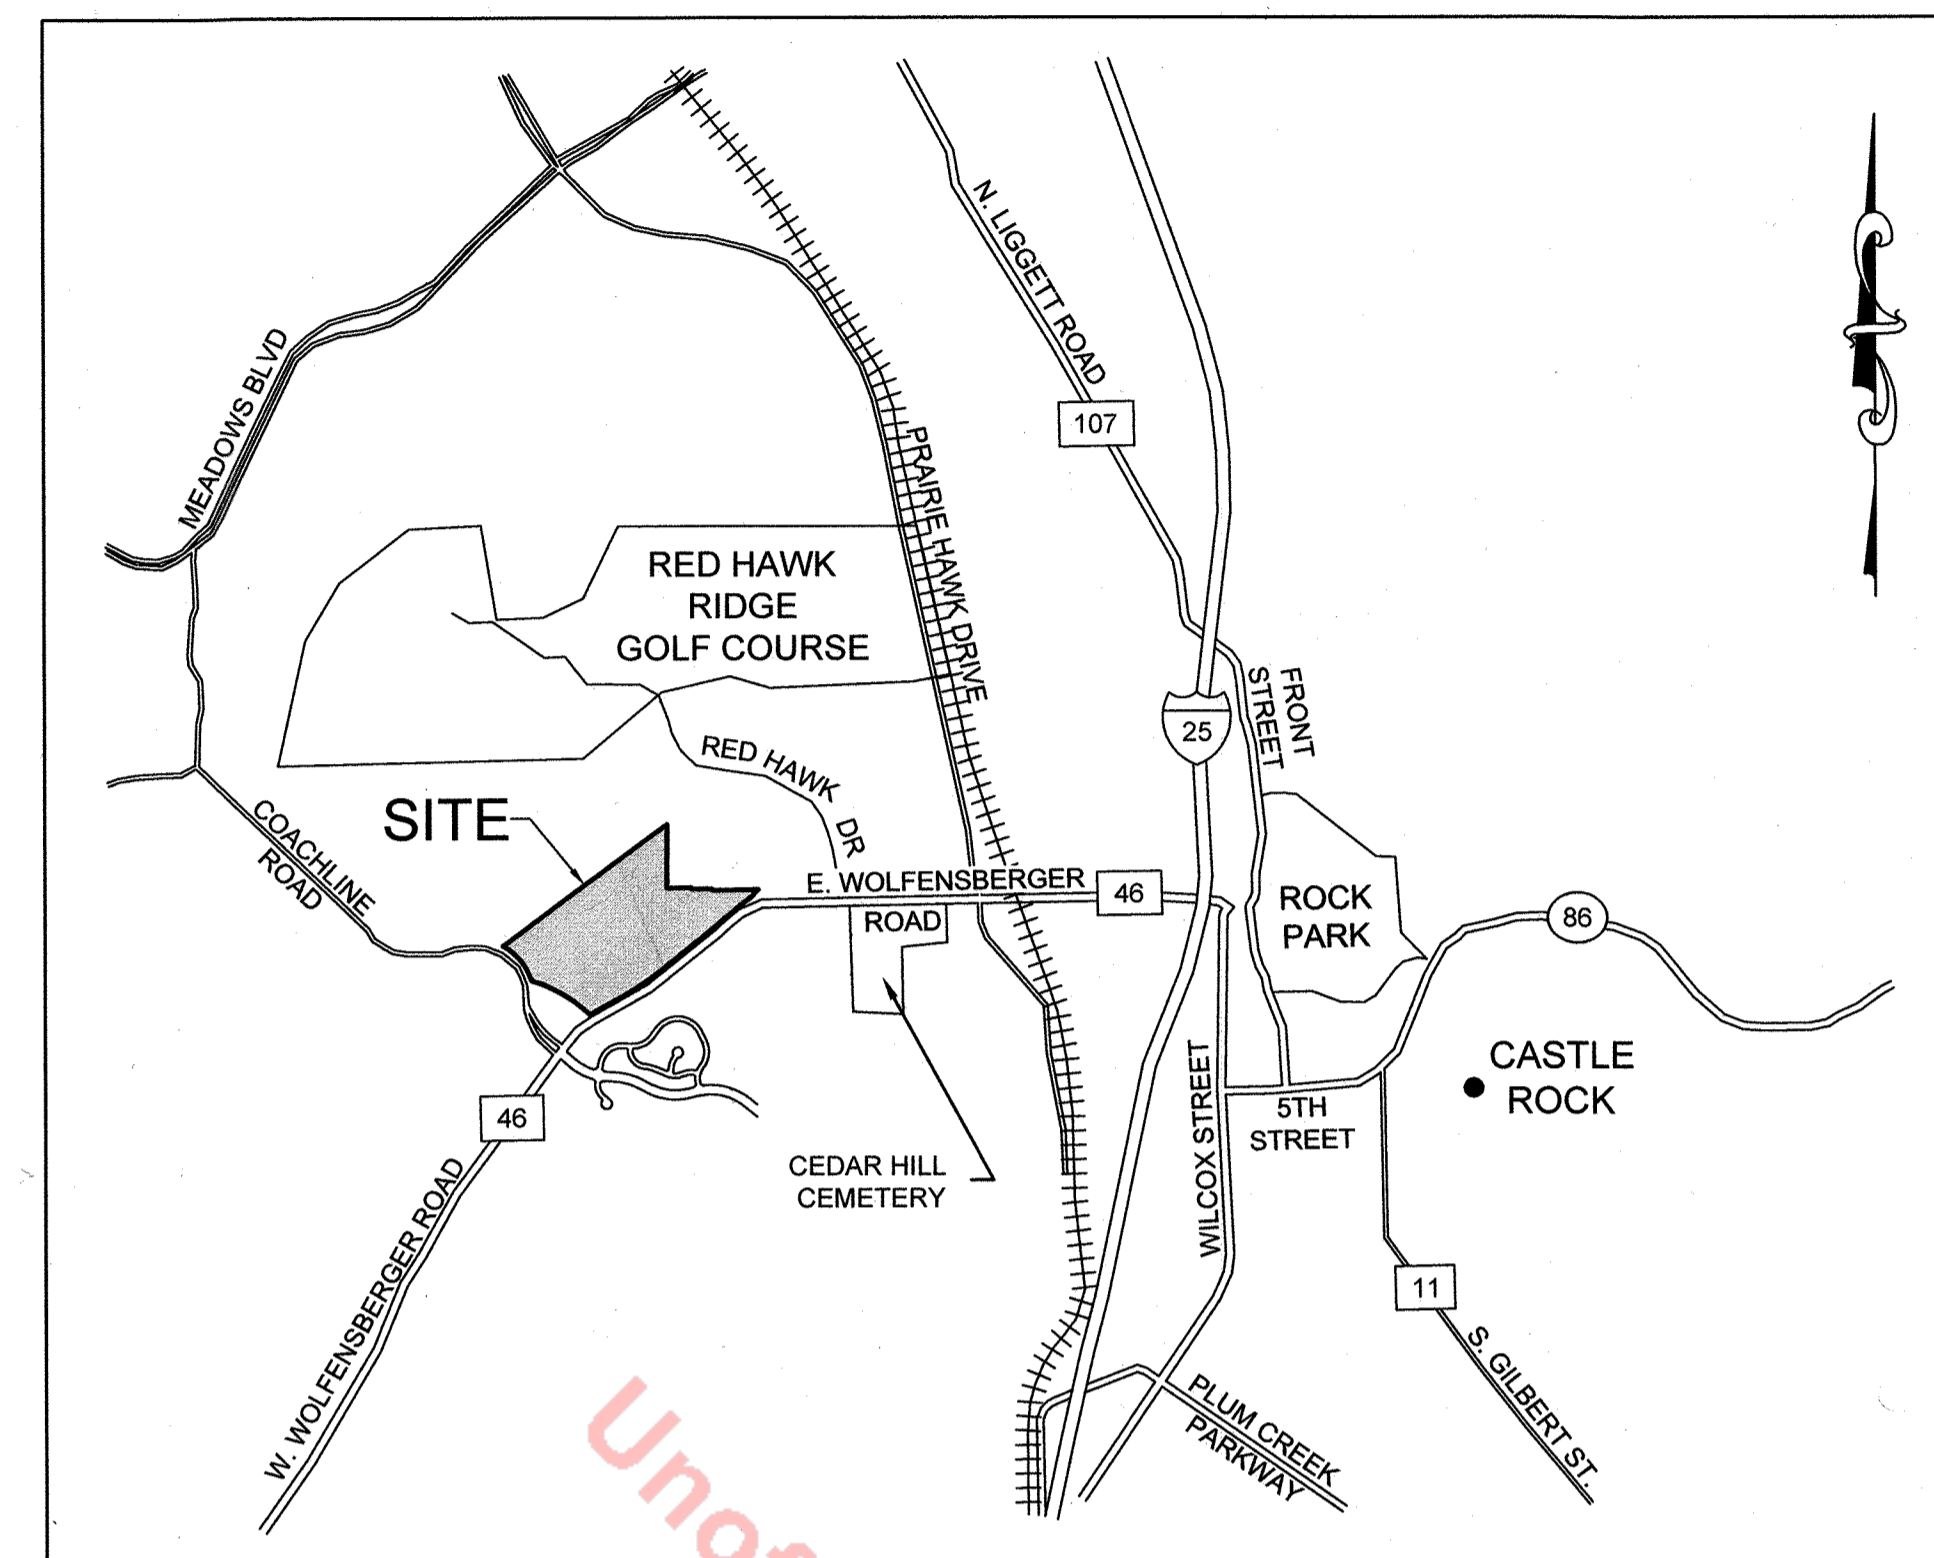 N. LIGGETT ROAD
107
MEADOWS BLVD
PRAIRIE HAWK DRIVE
RED HAWK
RIDGE
GOLF COURSE
FRONT
STREET
25
RED HAWK DR
SITE
COACHLINE
ROAD
E. WOLFENSBERGER
ROAD
46
ROCK
PARK
86
CASTLE
ROCK
WILCOX STREET
5TH
STREET
46
CEDAR HILL
CEMETERY
W. WOLFENSBERGER ROAD
11
S. GILBERT ST.
PLUM CREEK
PARKWAY
Unof